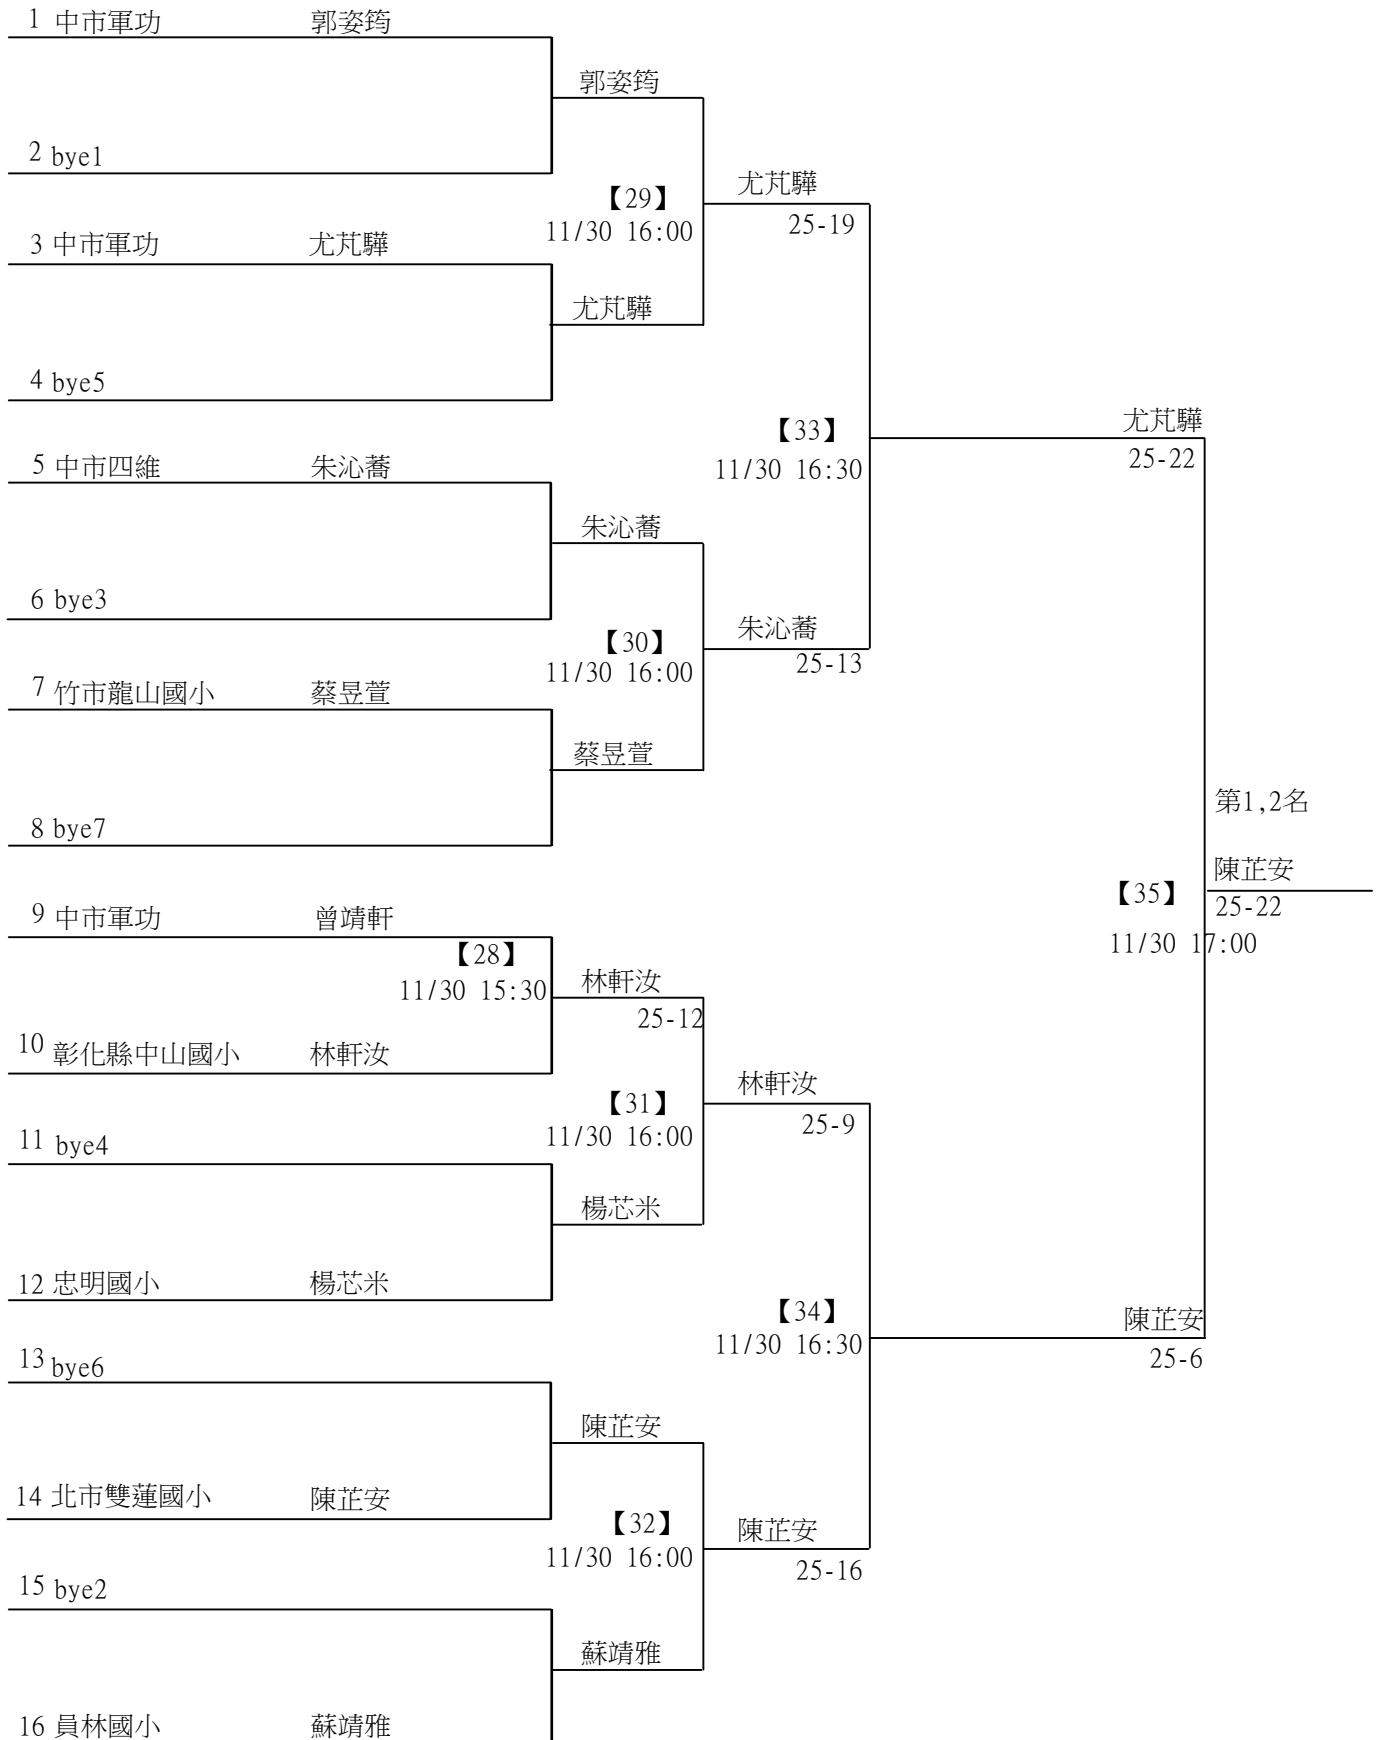 1 中市軍功 郭姿筠
郭姿筠
2 bye1
【29】
11/30 16:00
尤芃驊
25-19
3 中市軍功 尤芃驊
尤芃驊
4 bye5
【33】
11/30 16:30
尤芃驊
25-22
5 中市四維 朱沁蕎
朱沁蕎
6 bye3
【30】
11/30 16:00
朱沁蕎
25-13
7 竹市龍山國小 蔡昱萱
蔡昱萱
8 bye7
第1,2名
【35】
11/30 17:00
陳芷安
25-22
9 中市軍功 曾靖軒
【28】
11/30 15:30
林軒汝
25-12
10 彰化縣中山國小 林軒汝
【31】
11/30 16:00
林軒汝
25-9
11 bye4
楊芯米
12 忠明國小 楊芯米
【34】
11/30 16:30
陳芷安
25-6
13 bye6
陳芷安
14 北市雙蓮國小 陳芷安
【32】
11/30 16:00
陳芷安
25-16
15 bye2
蘇靖雅
16 員林國小 蘇靖雅